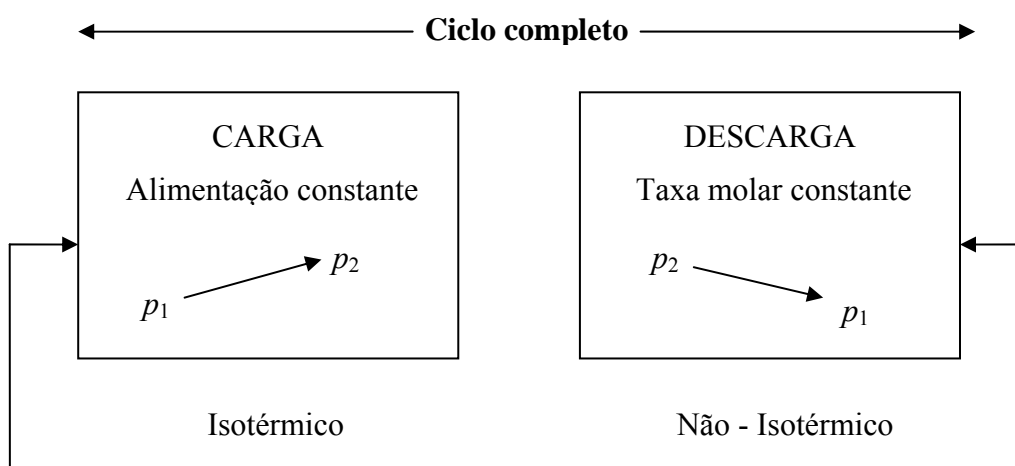 Ciclo completo
CARGA
Alimentação constante
p1
p2
Isotérmico
DESCARGA
Taxa molar constante
p2
p1
Não - Isotérmico